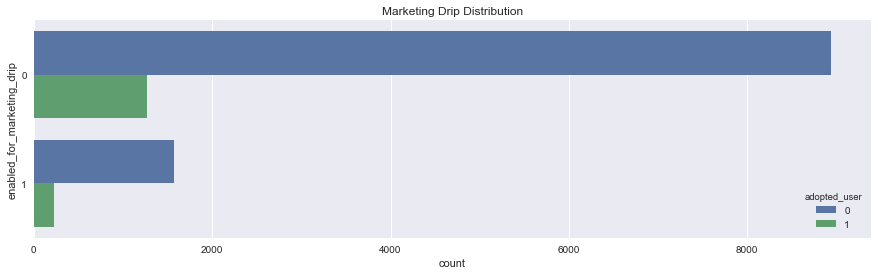 Marketing Drip Distribution
enabled_for_marketing_drip
0
1
adopted_user
0
1
0
2000
4000
6000
8000
count